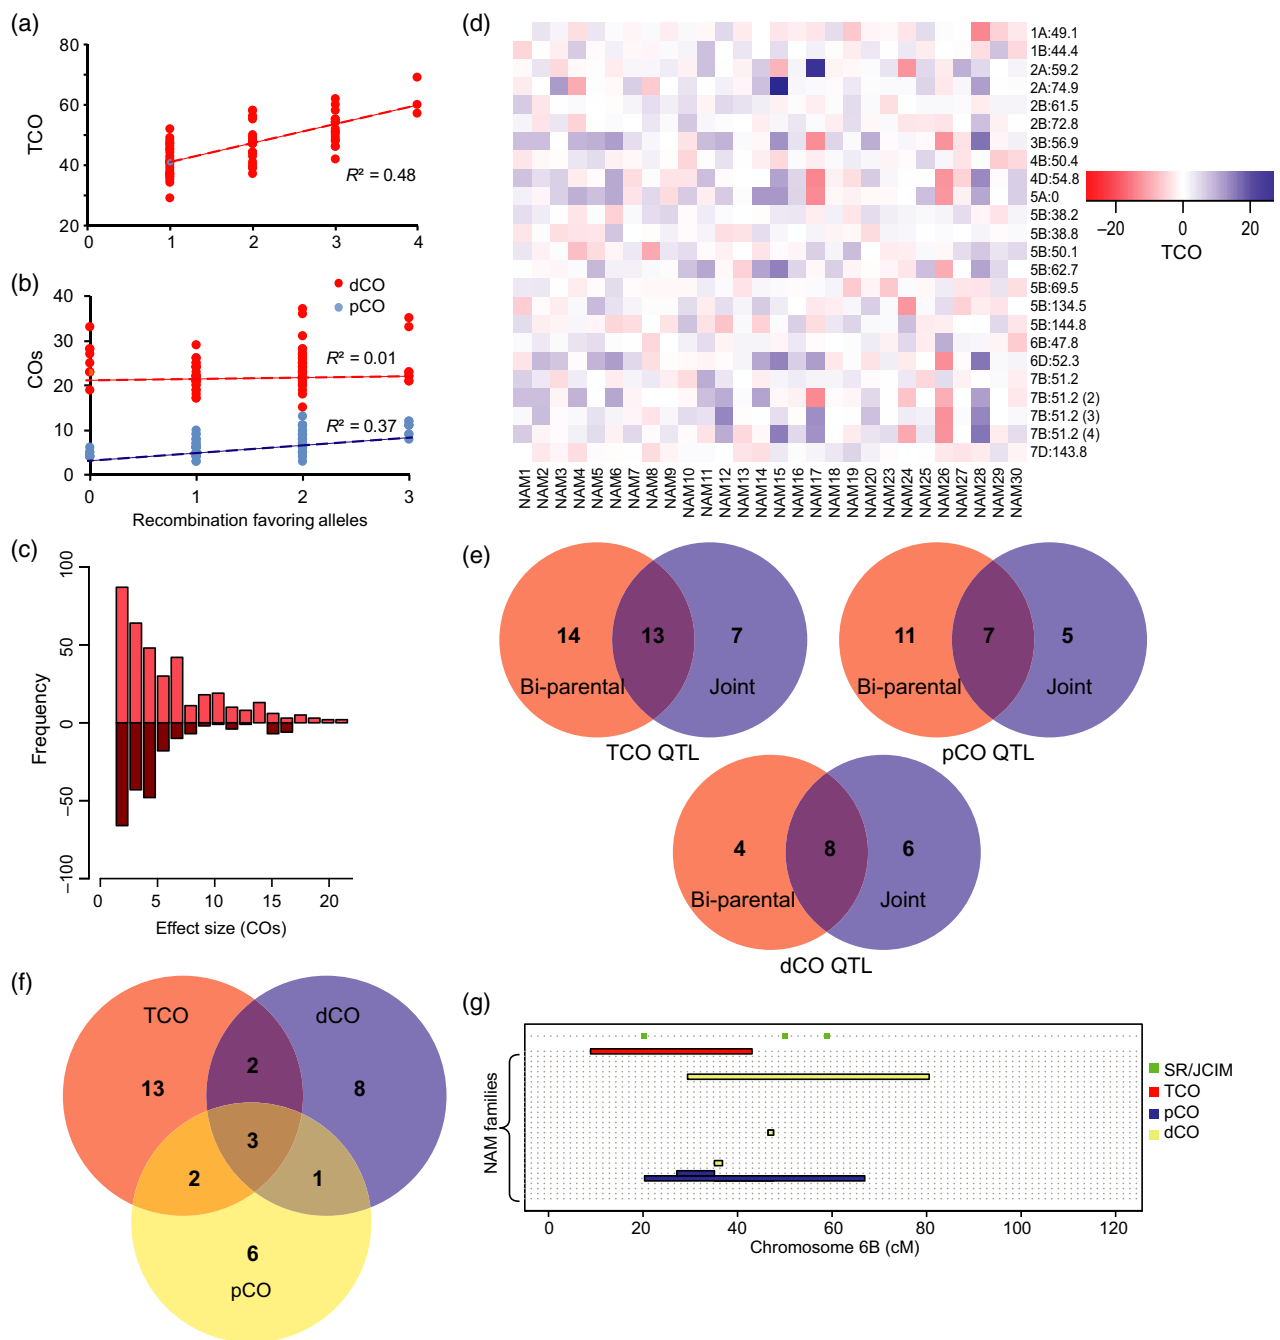 (a)
80
60
40
20
TCO
R² = 0.48
0 1 2 3 4
(b)
dCO
pCO
40
30
20
10
0
COs
R² = 0.01
R² = 0.37
0 1 2 3
Recombination favoring alleles
(c)
100
50
0
−50
−100
Frequency
0 5 10 15 20
Effect size (COs)
(d)
1A:49.1
1B:44.4
2A:59.2
2A:74.9
2B:61.5
2B:72.8
3B:56.9
4B:50.4
4D:54.8
5A:0
5B:38.2
5B:38.8
5B:50.1
5B:62.7
5B:69.5
5B:134.5
5B:144.8
6B:47.8
6D:52.3
7B:51.2
7B:51.2 (2)
7B:51.2 (3)
7B:51.2 (4)
7D:143.8
NAM1
NAM2
NAM3
NAM4
NAM5
NAM6
NAM7
NAM8
NAM9
NAM10
NAM11
NAM12
NAM13
NAM14
NAM15
NAM16
NAM17
NAM18
NAM19
NAM20
NAM23
NAM24
NAM25
NAM26
NAM27
NAM28
NAM29
NAM30
−20 0 20
TCO
(e)
14 13 7
Bi-parental Joint
TCO QTL
11 7 5
Bi-parental Joint
pCO QTL
4 8 6
Bi-parental Joint
dCO QTL
(f)
TCO dCO
2
13 8
3
2 1
6
pCO
(g)
NAM families
SR/JCIM
TCO
pCO
dCO
0 20 40 60 80 100 120
Chromosome 6B (cM)